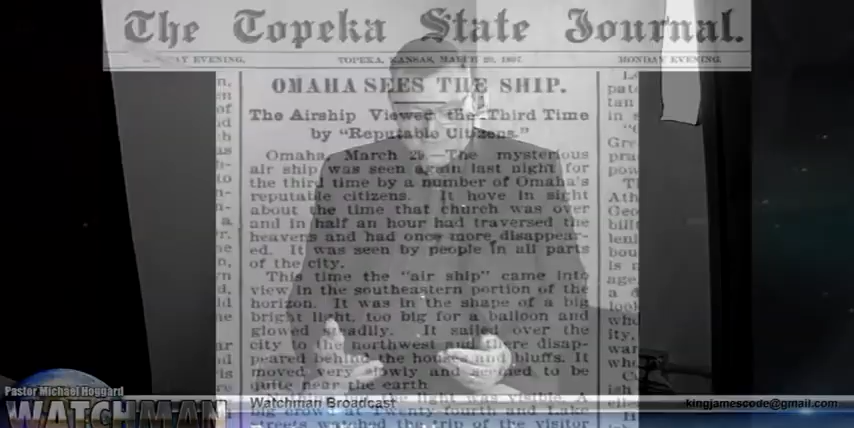 The Topeka State Journal.
EVENING. TOPEKA, KANSAS, MARCH 29, 1897. MONDAY EVENING.
OMAHA SEES THE SHIP.
The Airship Viewed the Third Time
by "Reputable Citizens."
Omaha, March 29.—The mysterious
air ship was seen again last night for
the third time by a number of Omaha's
reputable citizens. It hove in sight
about the time that church was over
and in half an hour had traversed the
heavens and had once more disappear-
ed. It was seen by people in all parts
of the city.
This time the "air ship" came into
view in the southeastern portion of the
horizon. It was in the shape of a big
bright light, too big for a balloon and
glowed steadily. It sailed over the
city to the northwest and there disap-
peared behind the houses and bluffs. It
moved very slowly and seemed to be
quite near the earth.
the light was visible. A
big crowd at Twenty-fourth and Lake
streets watched the trip of the visitor
Pastor Michael Hoggard
WATCHMAN
Watchman Broadcast
kingjamescode@gmail.com